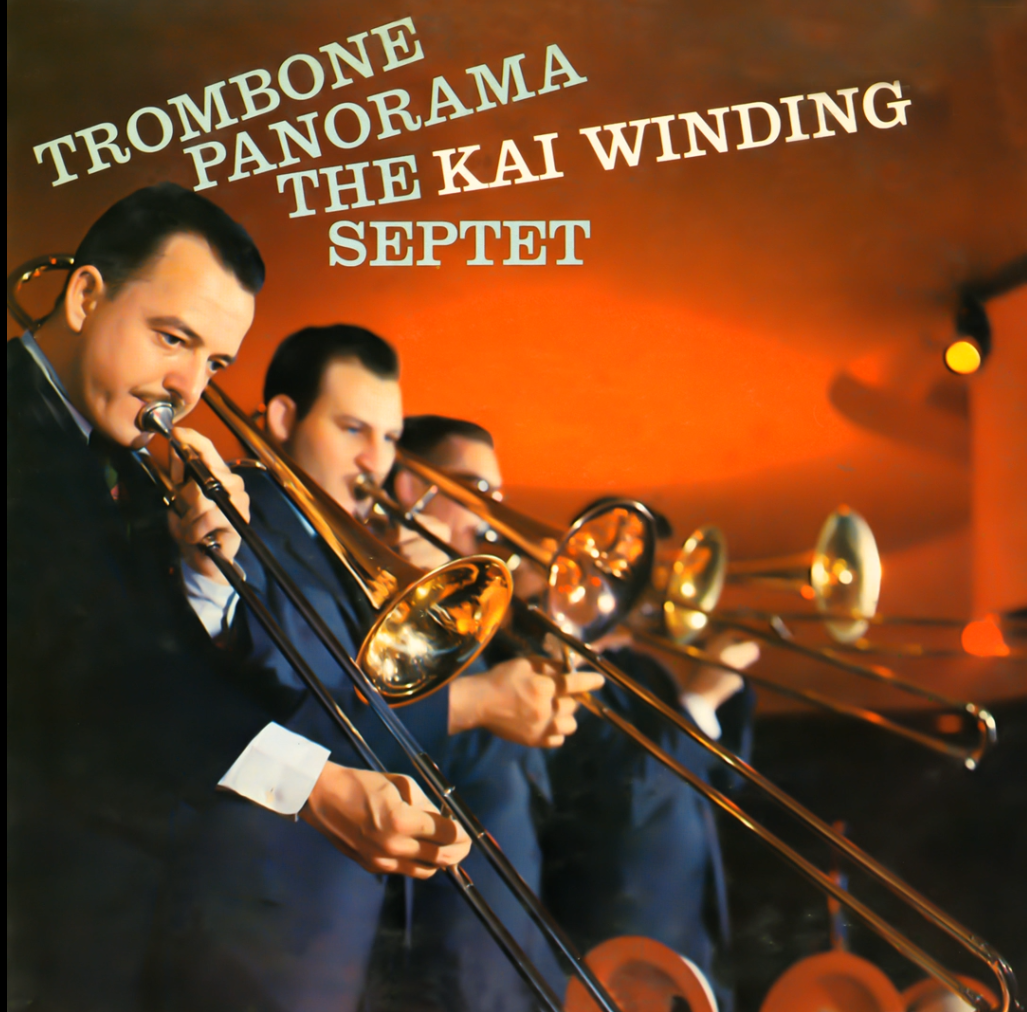 TROMBONE
PANORAMA
THE KAI WINDING
SEPTET